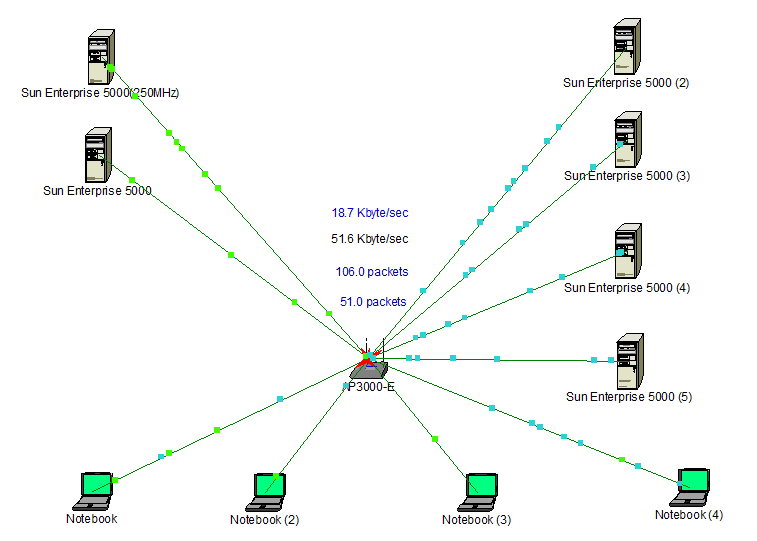 Sun Enterprise 5000(250MHz)
Sun Enterprise 5000 (2)
Sun Enterprise 5000
Sun Enterprise 5000 (3)
18.7 Kbyte/sec
51.6 Kbyte/sec
106.0 packets
51.0 packets
Sun Enterprise 5000 (4)
P3000-E
Sun Enterprise 5000 (5)
Notebook
Notebook (2)
Notebook (3)
Notebook (4)